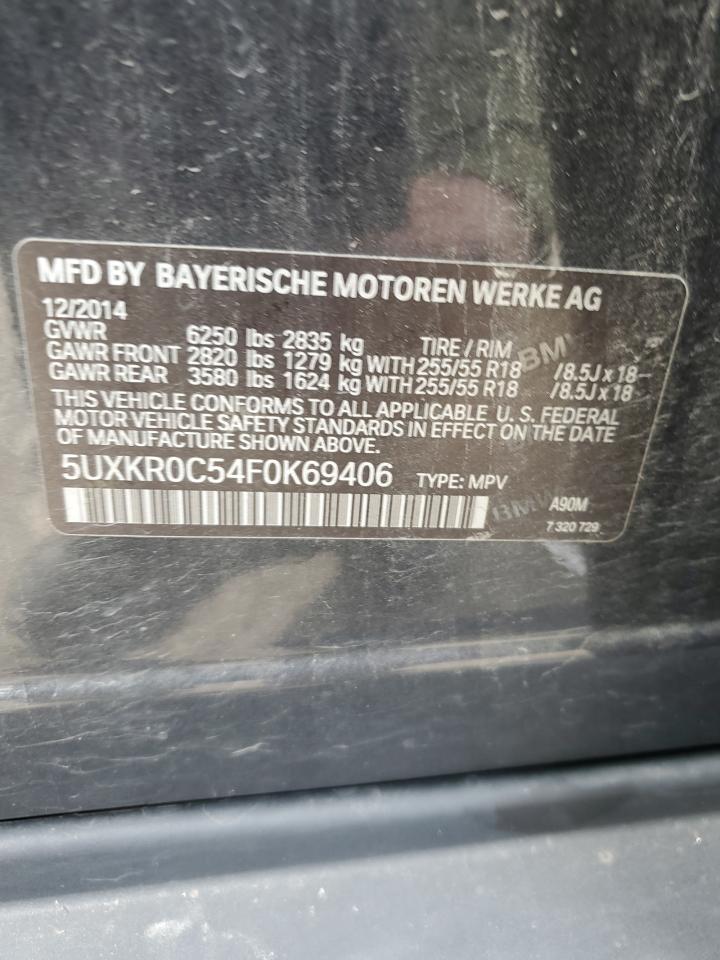 MFD BY BAYERISCHE MOTOREN WERKE AG
12/2014
GVWR 6250 lbs 2835 kg TIRE / RIM
GAWR FRONT 2820 lbs 1279 kg WITH 255/55 R18 /8.5J x 18
GAWR REAR 3580 lbs 1624 kg WITH 255/55 R18 /8.5J x 18
THIS VEHICLE CONFORMS TO ALL APPLICABLE U. S. FEDERAL
MOTOR VEHICLE SAFETY STANDARDS IN EFFECT ON THE DATE
OF MANUFACTURE SHOWN ABOVE.
5UXKR0C54F0K69406 TYPE: MPV
BMW A90M
7 320 729